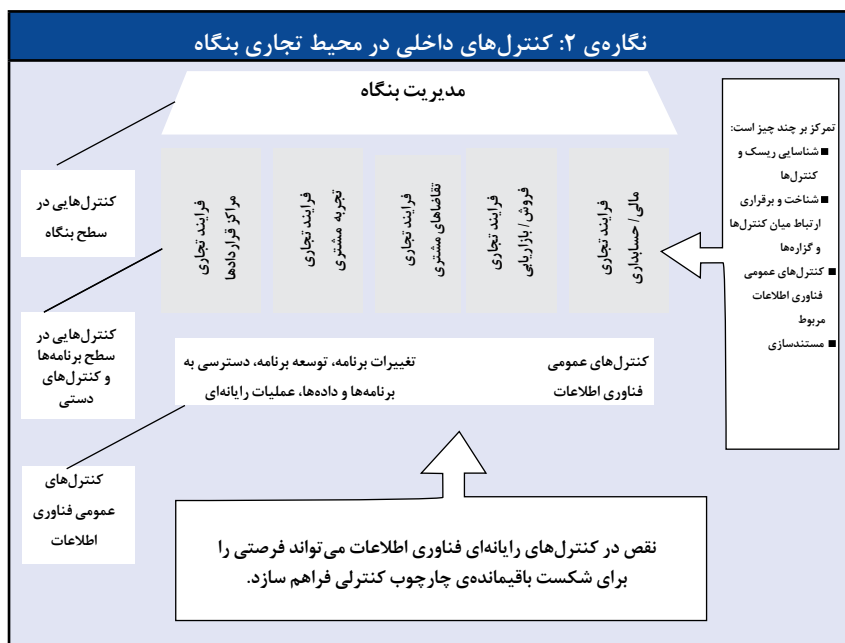 نگاره‌ی ۲: کنترل‌های داخلی در محیط تجاری بنگاه
مدیریت بنگاه
تمرکز بر چند چیز است:
■ شناسایی ریسک و
کنترل‌ها
■ شناخت و برقراری
ارتباط میان کنترل‌ها
و گزاره‌ها
■ کنترل‌های عمومی
فناوری اطلاعات
مربوط
■ مستندسازی
فرایند تجاری
مالی/حسابداری
فرایند تجاری
فروش/بازاریابی
فرایند تجاری
تقاضاهای مشتری
فرایند تجاری
تجربه مشتری
فرایند تجاری
مراکز قراردادها
کنترل‌هایی در
سطح بنگاه
کنترل‌هایی در
سطح برنامه‌ها
و کنترل‌های
دستی
کنترل‌های عمومی
فناوری اطلاعات
تغییرات برنامه، توسعه برنامه، دسترسی به
برنامه‌ها و داده‌ها، عملیات رایانه‌ای
کنترل‌های
عمومی فناوری
اطلاعات
نقص در کنترل‌های رایانه‌ای فناوری اطلاعات می‌تواند فرصتی را
برای شکست باقیمانده‌ی چارچوب کنترلی فراهم سازد.